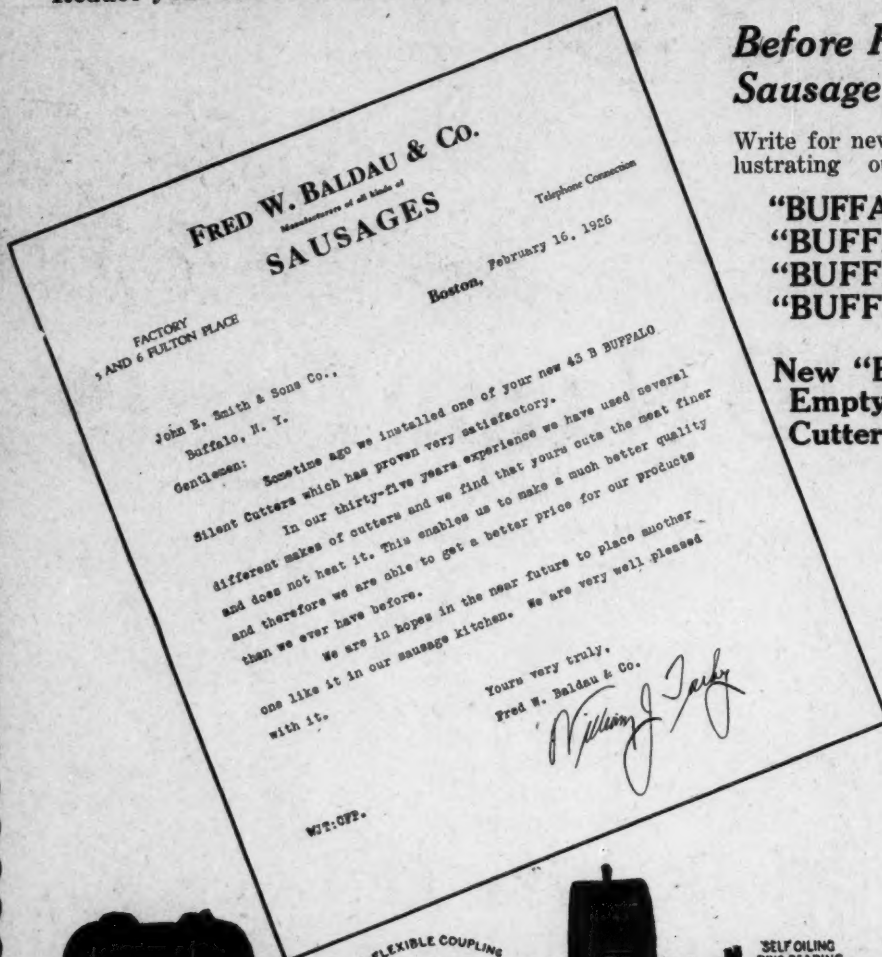 FRED W. BALDAU & CO.
Manufacturers of all kinds of
SAUSAGES
Telephone Connection
Boston, February 16, 1926
FACTORY
5 AND 6 FULTON PLACE
John E. Smith & Sons Co.,
Buffalo, N. Y.
Gentlemen:
Sometime ago we installed one of your new 43 B BUFFALO
Silent Cutters which has proven very satisfactory.
In our thirty-five years experience we have used several
different makes of cutters and we find that yours cuts the meat finer
and does not heat it. This enables us to make a much better quality
and therefore we are able to get a better price for our products
than we ever have before.
We are in hopes in the near future to place another
one like it in our sausage kitchen. We are very well pleased
with it.
Yours very truly,
Fred W. Baldau & Co.
William J.
WJT:CFP.
Before
Sausage
Write for
lustrating
"BUFFA
"BUFF
"BUFF
"BUFF
New "B
Empty
Cutter
FLEXIBLE COUPLING
SELF OILING
RING BEARING